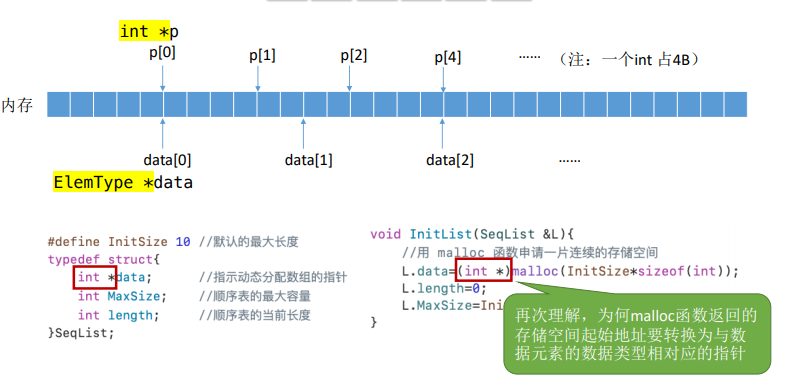 int *p
p[0]
p[1]
p[2]
p[4]
…… （注：一个int 占4B）
内存
data[0]
data[1]
data[2]
……
ElemType *data
#define InitSize 10 //默认的最大长度
typedef struct{
int *data; //指示动态分配数组的指针
int MaxSize; //顺序表的最大容量
int length; //顺序表的当前长度
}SeqList;
void InitList(SeqList &L){
//用 malloc 函数申请一片连续的存储空间
L.data=(int *)malloc(InitSize*sizeof(int));
L.length=0;
L.MaxSize=Ini
}
再次理解，为何malloc函数返回的
存储空间起始地址要转换为与数
据元素的数据类型相对应的指针